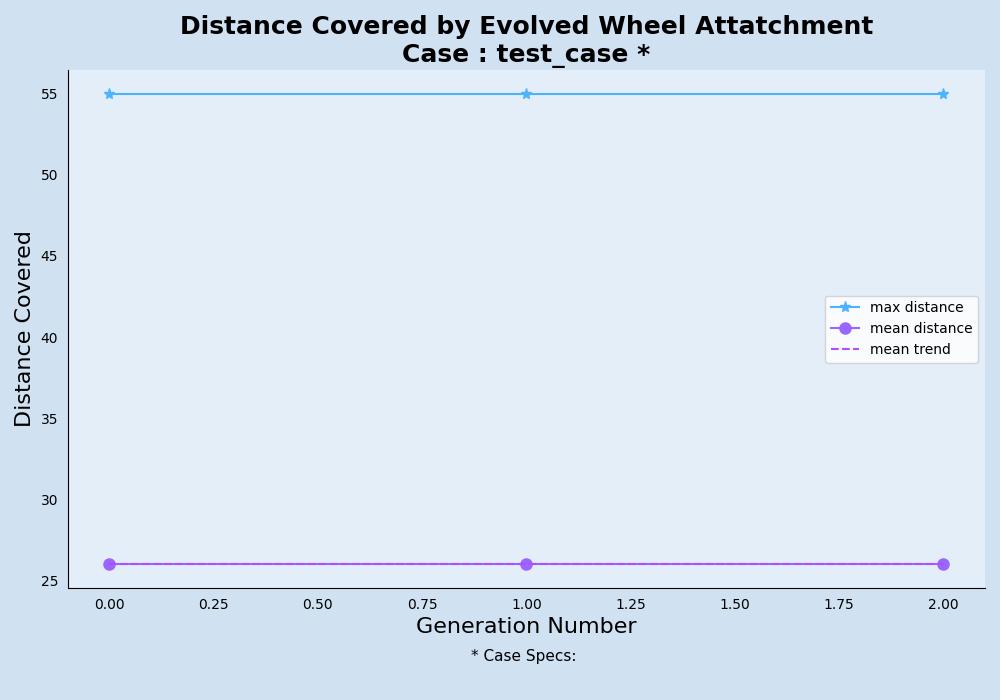 Distance Covered by Evolved Wheel Attatchment
Case : test_case *
Distance Covered
55
50
45
40
35
30
25
max distance
mean distance
mean trend
0.00 0.25 0.50 0.75 1.00 1.25 1.50 1.75 2.00
Generation Number
* Case Specs: